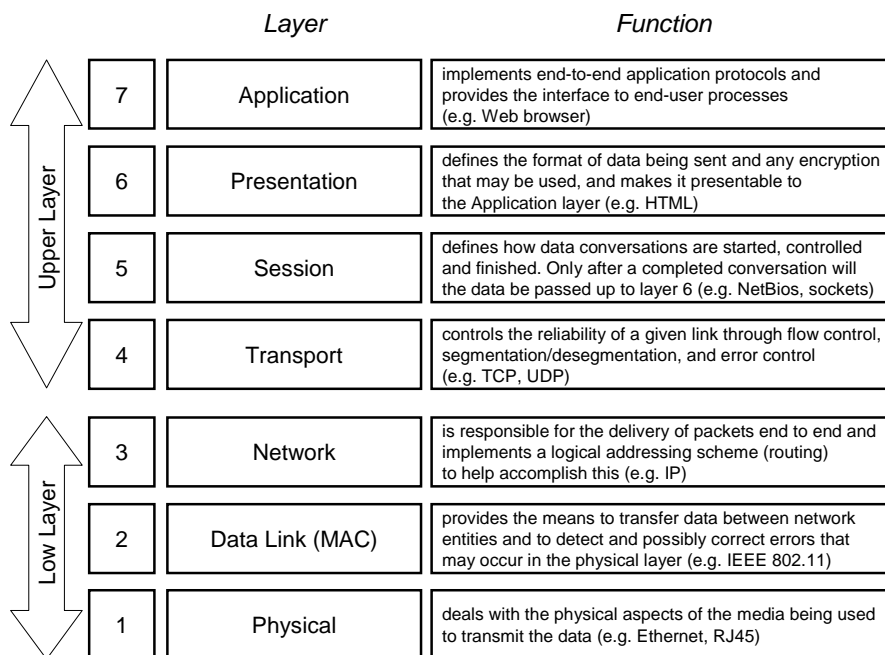 Layer Function
7 Application implements end-to-end application protocols and
provides the interface to end-user processes
(e.g. Web browser)
6 Presentation defines the format of data being sent and any encryption
that may be used, and makes it presentable to
the Application layer (e.g. HTML)
5 Session defines how data conversations are started, controlled
and finished. Only after a completed conversation will
the data be passed up to layer 6 (e.g. NetBios, sockets)
4 Transport controls the reliability of a given link through flow control,
segmentation/desegmentation, and error control
(e.g. TCP, UDP)
Upper Layer
3 Network is responsible for the delivery of packets end to end and
implements a logical addressing scheme (routing)
to help accomplish this (e.g. IP)
2 Data Link (MAC) provides the means to transfer data between network
entities and to detect and possibly correct errors that
may occur in the physical layer (e.g. IEEE 802.11)
1 Physical deals with the physical aspects of the media being used
to transmit the data (e.g. Ethernet, RJ45)
Low Layer